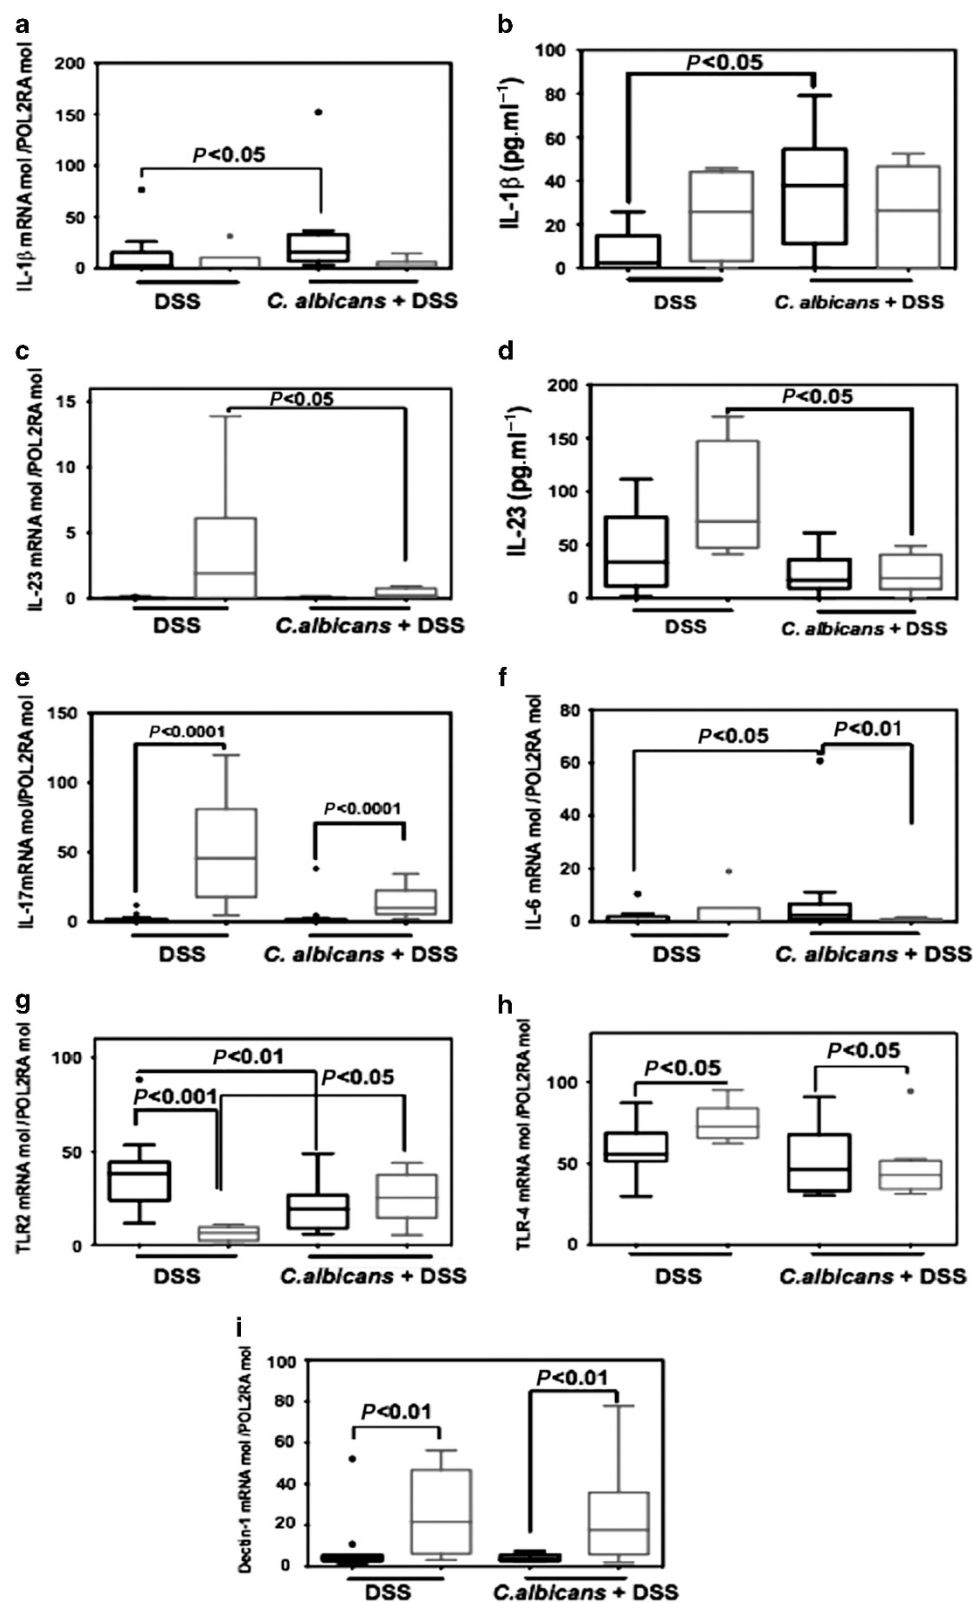 a
IL-1β mRNA mol /POL2RA mol
200
150
100
50
0
P<0.05
DSS
C. albicans + DSS
b
IL-1β (pg.ml⁻¹)
100
80
60
40
20
0
P<0.05
DSS
C. albicans + DSS
c
IL-23 mRNA mol /POL2RA mol
15
10
5
0
P<0.05
DSS
C.albicans + DSS
d
IL-23 (pg.ml⁻¹)
200
150
100
50
0
P<0.05
DSS
C. albicans + DSS
e
IL-17mRNA mol/POL2RA mol
150
100
50
0
P<0.0001
P<0.0001
DSS
C. albicans + DSS
f
IL-6 mRNA mol /POL2RA mol
80
60
40
20
0
P<0.05
P<0.01
DSS
C. albicans + DSS
g
TLR2 mRNA mol /POL2RA mol
100
50
0
P<0.01
P<0.05
P<0.001
DSS
C.albicans + DSS
h
TLR-4 mRNA mol /POL2RA mol
100
50
0
P<0.05
P<0.05
DSS
C.albicans + DSS
i
Dectin-1 mRNA mol /POL2RA mol
100
80
60
40
20
0
P<0.01
P<0.01
DSS
C.albicans + DSS